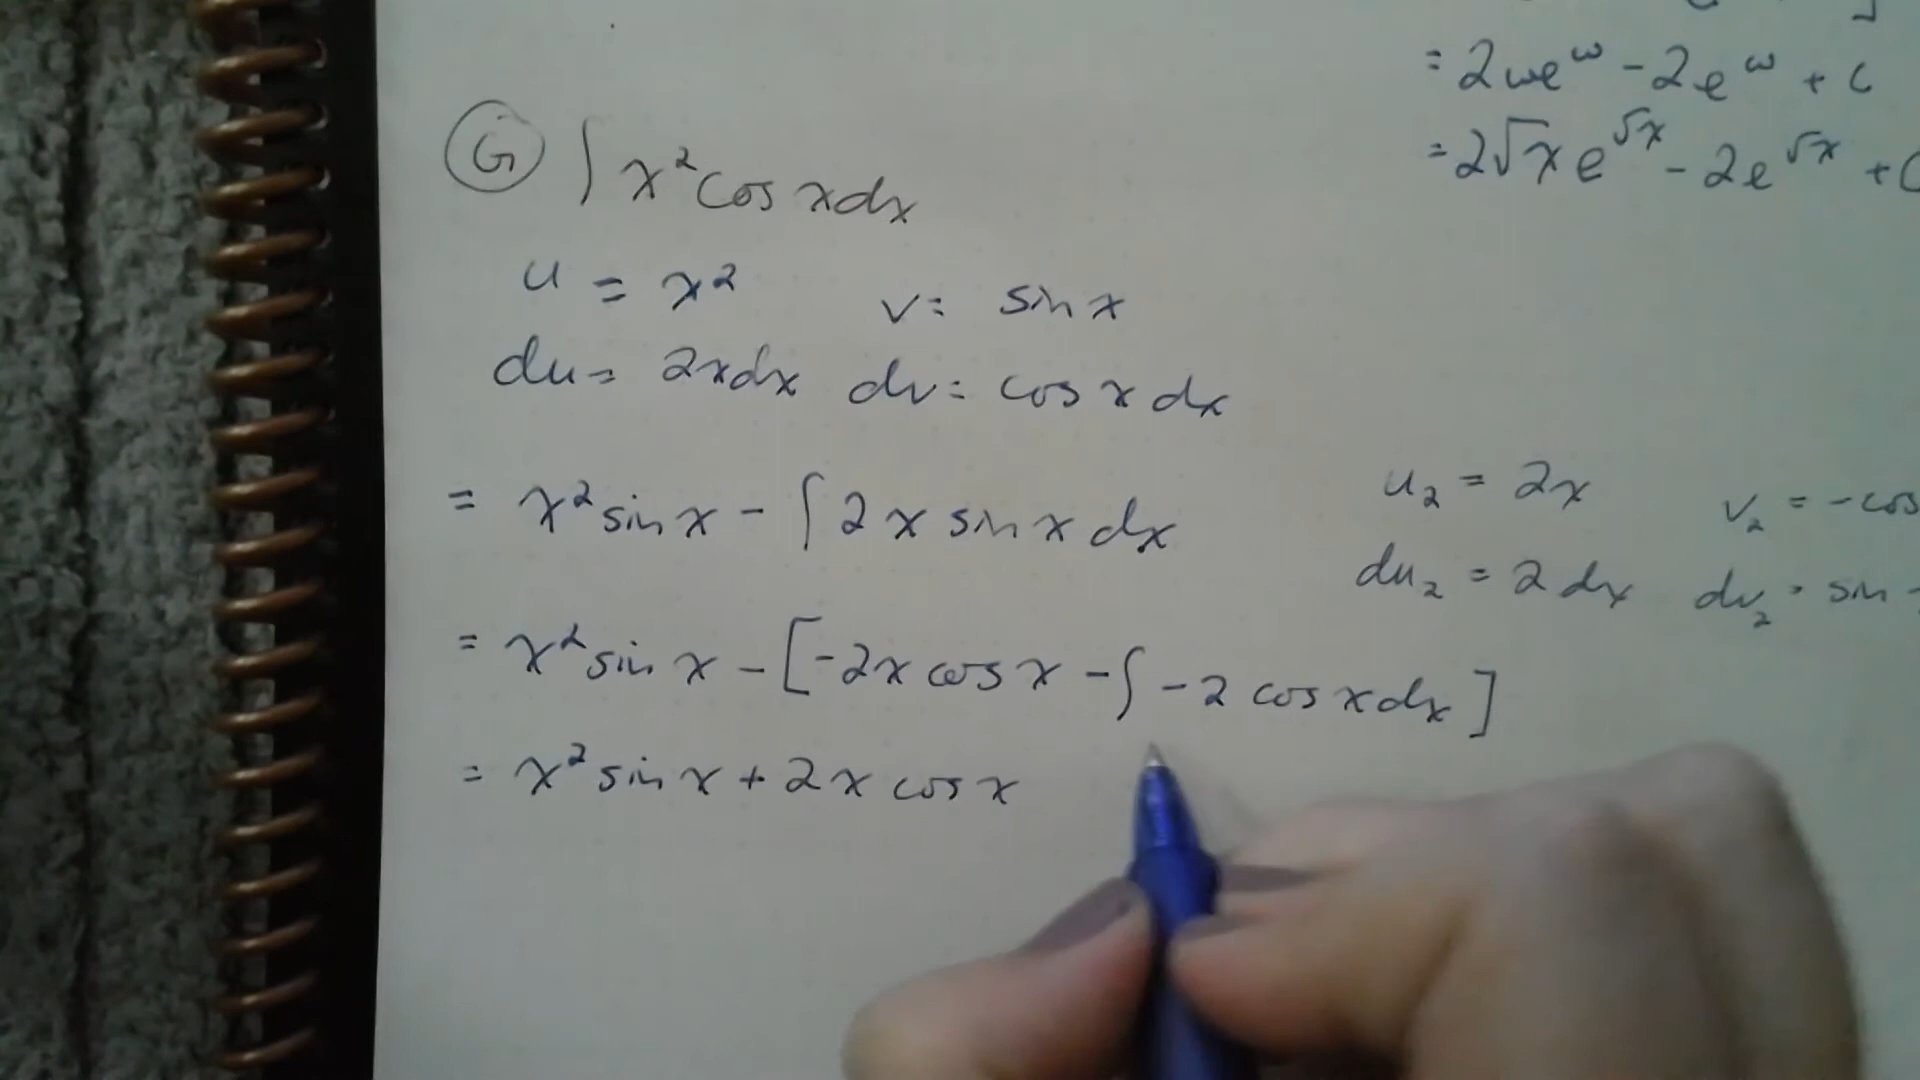 = 2we^w - 2e^w + C
= 2√x e^√x - 2e^√x + C
G ∫ x² cos x dx
u = x² v = sin x
du = 2x dx dv = cos x dx
= x² sin x - ∫ 2x sin x dx
u₂ = 2x v₂ = -cos
du₂ = 2 dx dv₂ = sin
= x² sin x - [-2x cos x - ∫ -2 cos x dx]
= x² sin x + 2x cos x